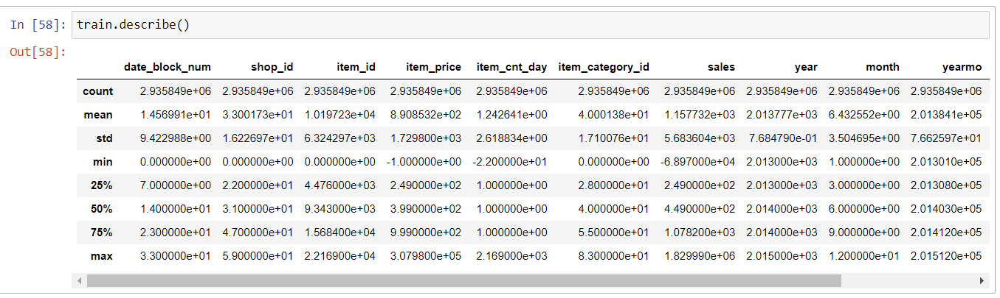 In [58]: train.describe()
Out[58]:
date_block_num shop_id item_id item_price item_cnt_day item_category_id sales year month yearmo
count 2.935849e+06 2.935849e+06 2.935849e+06 2.935849e+06 2.935849e+06 2.935849e+06 2.935849e+06 2.935849e+06 2.935849e+06 2.935849e+06
mean 1.456991e+01 3.300173e+01 1.019723e+04 8.908532e+02 1.242641e+00 4.000138e+01 1.157732e+03 2.013777e+03 6.432552e+00 2.013841e+05
std 9.422988e+00 1.622697e+01 6.324297e+03 1.729800e+03 2.618834e+00 1.710076e+01 5.683604e+03 7.684790e-01 3.504695e+00 7.662597e+01
min 0.000000e+00 0.000000e+00 0.000000e+00 -1.000000e+00 -2.200000e+01 0.000000e+00 -6.897000e+04 2.013000e+03 1.000000e+00 2.013010e+05
25% 7.000000e+00 2.200000e+01 4.476000e+03 2.490000e+02 1.000000e+00 2.800000e+01 2.490000e+02 2.013000e+03 3.000000e+00 2.013080e+05
50% 1.400000e+01 3.100000e+01 9.343000e+03 3.990000e+02 1.000000e+00 4.000000e+01 4.490000e+02 2.014000e+03 6.000000e+00 2.014030e+05
75% 2.300000e+01 4.700000e+01 1.568400e+04 9.990000e+02 1.000000e+00 5.500000e+01 1.078200e+03 2.014000e+03 9.000000e+00 2.014120e+05
max 3.300000e+01 5.900000e+01 2.216900e+04 3.079800e+05 2.169000e+03 8.300000e+01 1.829990e+06 2.015000e+03 1.200000e+01 2.015120e+05